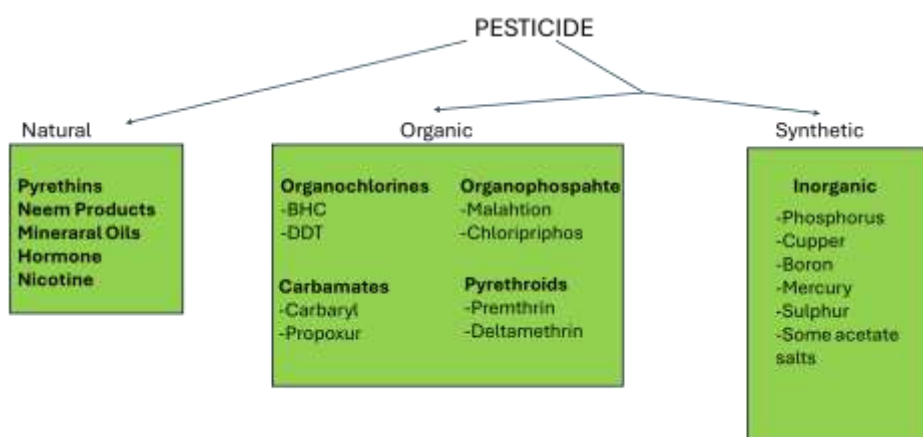 PESTICIDE
Natural
Pyrethins
Neem Products
Mineraral Oils
Hormone
Nicotine
Organic
Organochlorines
-BHC
-DDT
Organophospahte
-Malahtion
-Chloripriphos
Carbamates
-Carbaryl
-Propoxur
Pyrethroids
-Premthrin
-Deltamethrin
Synthetic
Inorganic
-Phosphorus
-Cupper
-Boron
-Mercury
-Sulphur
-Some acetate
salts